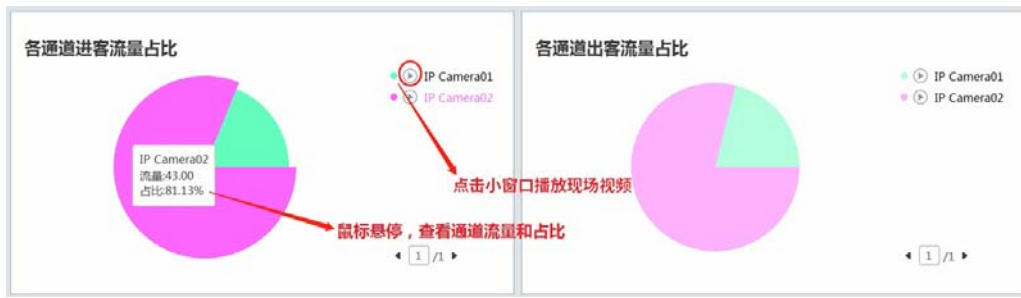 各通道进客流量占比
IP Camera01
IP Camera02
IP Camera02
流量:43.00
占比:81.13%
点击小窗口播放现场视频
鼠标悬停，查看通道流量和占比
1 /1
各通道出客流量占比
IP Camera01
IP Camera02
1 /1